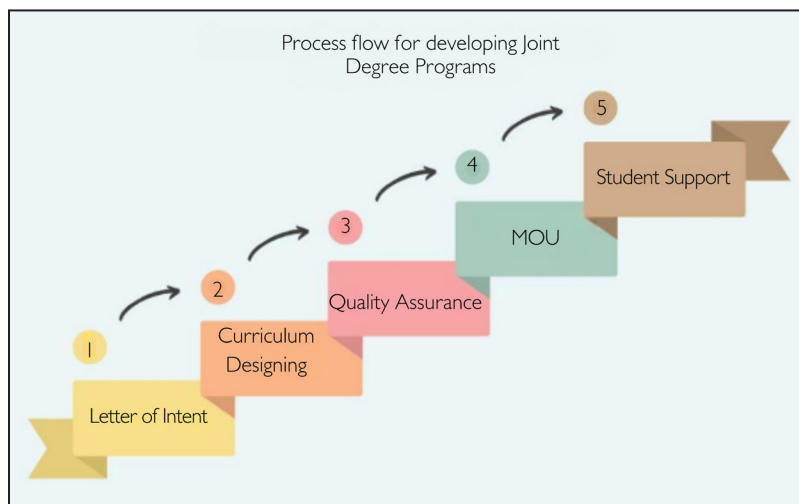 Process flow for developing Joint
Degree Programs
1
Letter of Intent
2
Curriculum
Designing
3
Quality Assurance
4
MOU
5
Student Support